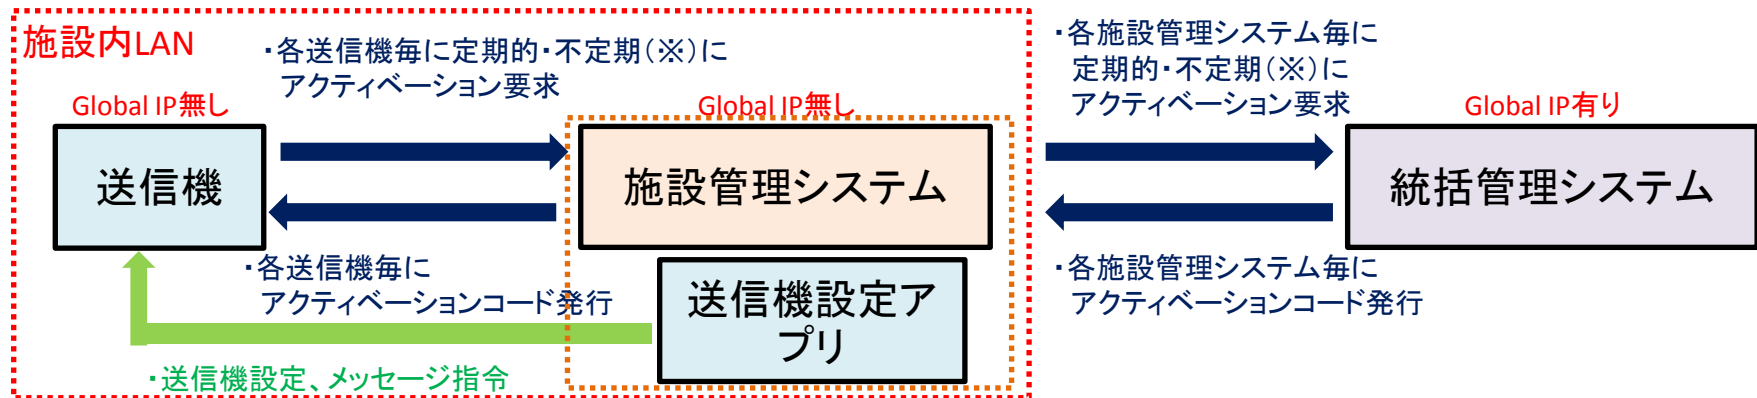 施設内LAN
・各送信機毎に定期的・不定期(※)に
アクティベーション要求
・各施設管理システム毎に
定期的・不定期(※)に
アクティベーション要求
Global IP無し
Global IP無し
Global IP有り
送信機
施設管理システム
統括管理システム
・各送信機毎に
アクティベーションコード発行
送信機設定ア
プリ
・各施設管理システム毎に
アクティベーションコード発行
・送信機設定、メッセージ指令